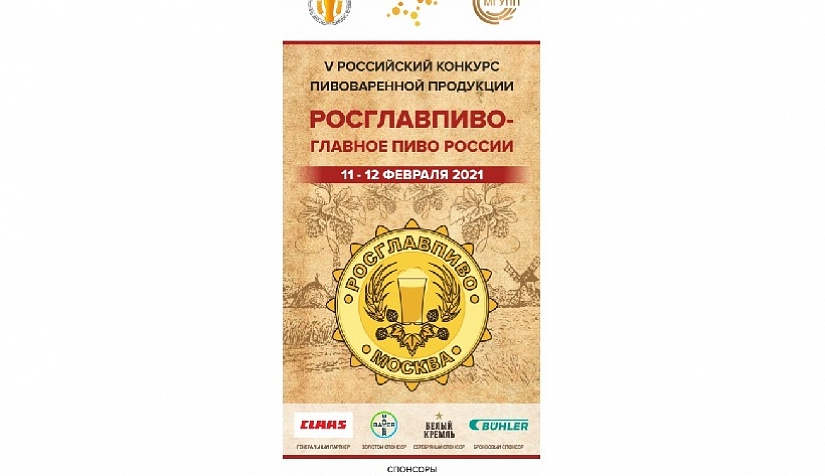 МГУПП
V РОССИЙСКИЙ КОНКУРС
ПИВОВАРЕННОЙ ПРОДУКЦИИ
РОСГЛАВПИВО-
ГЛАВНОЕ ПИВО РОССИИ
11 - 12 ФЕВРАЛЯ 2021
РОСГЛАВПИВО
МОСКВА
CLAAS
БАЙЕР
БЕЛЫЙ
КРЕМЛЬ
BÜHLER
ГЕНЕРАЛЬНЫЙ ПАРТНЕР
ЗОЛОТОЙ СПОНСОР
СЕРЕБРЯНЫЙ СПОНСОР
БРОНЗОВЫЙ СПОНСОР
СПОНСОРЫ